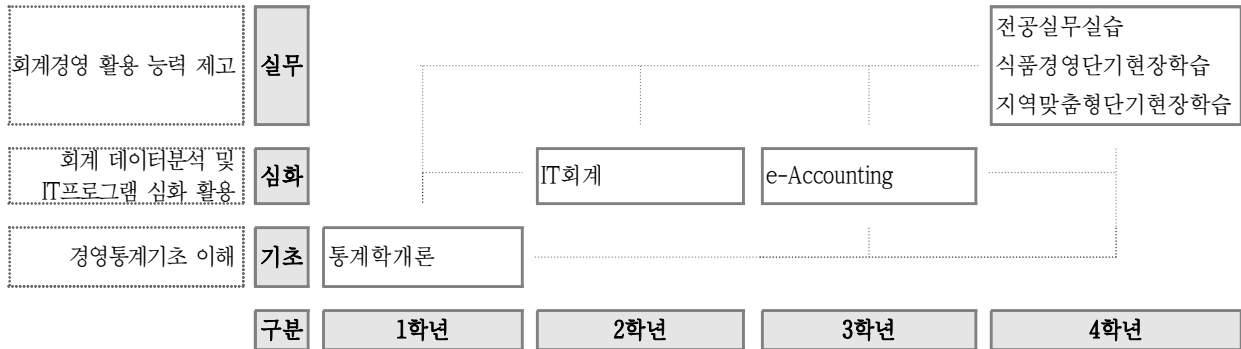 회계경영 활용 능력 제고
실무
전공실무실습
식품경영단기현장학습
지역맞춤형단기현장학습
회계 데이터분석 및
IT프로그램 심화 활용
심화
IT회계
e-Accounting
경영통계기초 이해
기초
통계학개론
구분
1학년
2학년
3학년
4학년